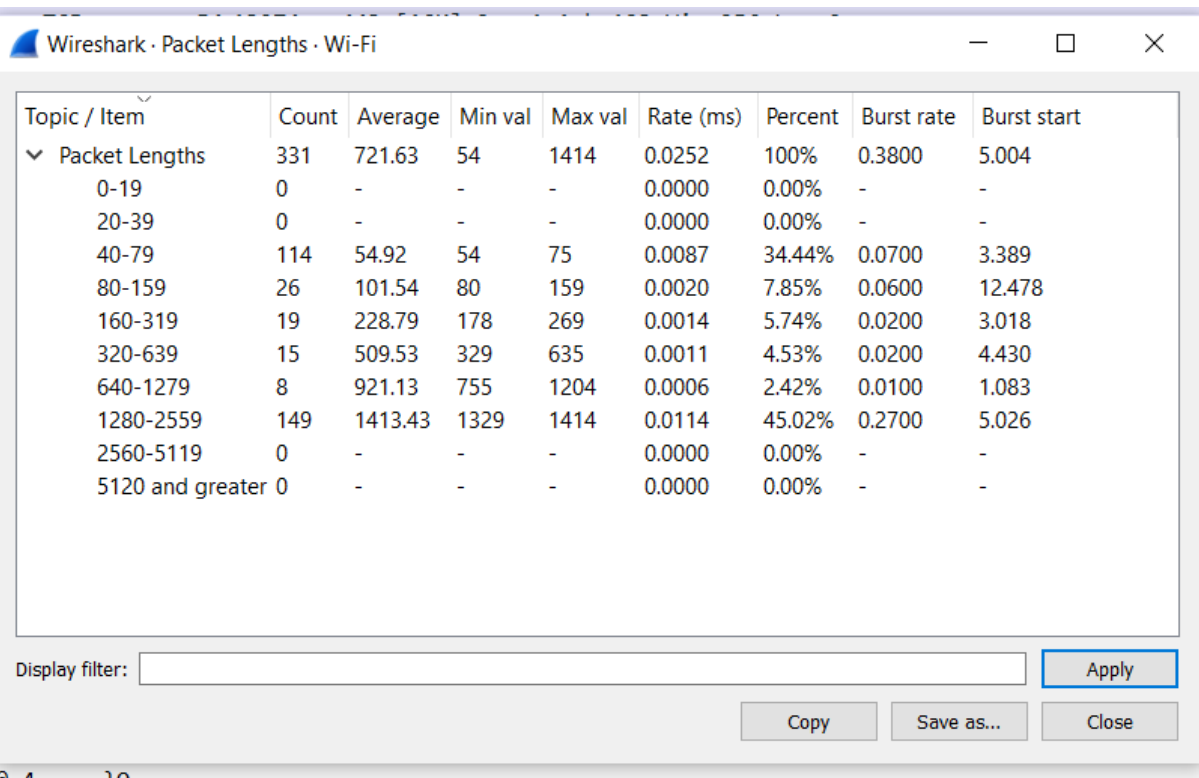 Wireshark · Packet Lengths · Wi-Fi
Topic / Item Count Average Min val Max val Rate (ms) Percent Burst rate Burst start
Packet Lengths 331 721.63 54 1414 0.0252 100% 0.3800 5.004
0-19 0 - - - 0.0000 0.00% - -
20-39 0 - - - 0.0000 0.00% - -
40-79 114 54.92 54 75 0.0087 34.44% 0.0700 3.389
80-159 26 101.54 80 159 0.0020 7.85% 0.0600 12.478
160-319 19 228.79 178 269 0.0014 5.74% 0.0200 3.018
320-639 15 509.53 329 635 0.0011 4.53% 0.0200 4.430
640-1279 8 921.13 755 1204 0.0006 2.42% 0.0100 1.083
1280-2559 149 1413.43 1329 1414 0.0114 45.02% 0.2700 5.026
2560-5119 0 - - - 0.0000 0.00% - -
5120 and greater 0 - - - 0.0000 0.00% - -
Display filter: Apply
Copy Save as... Close